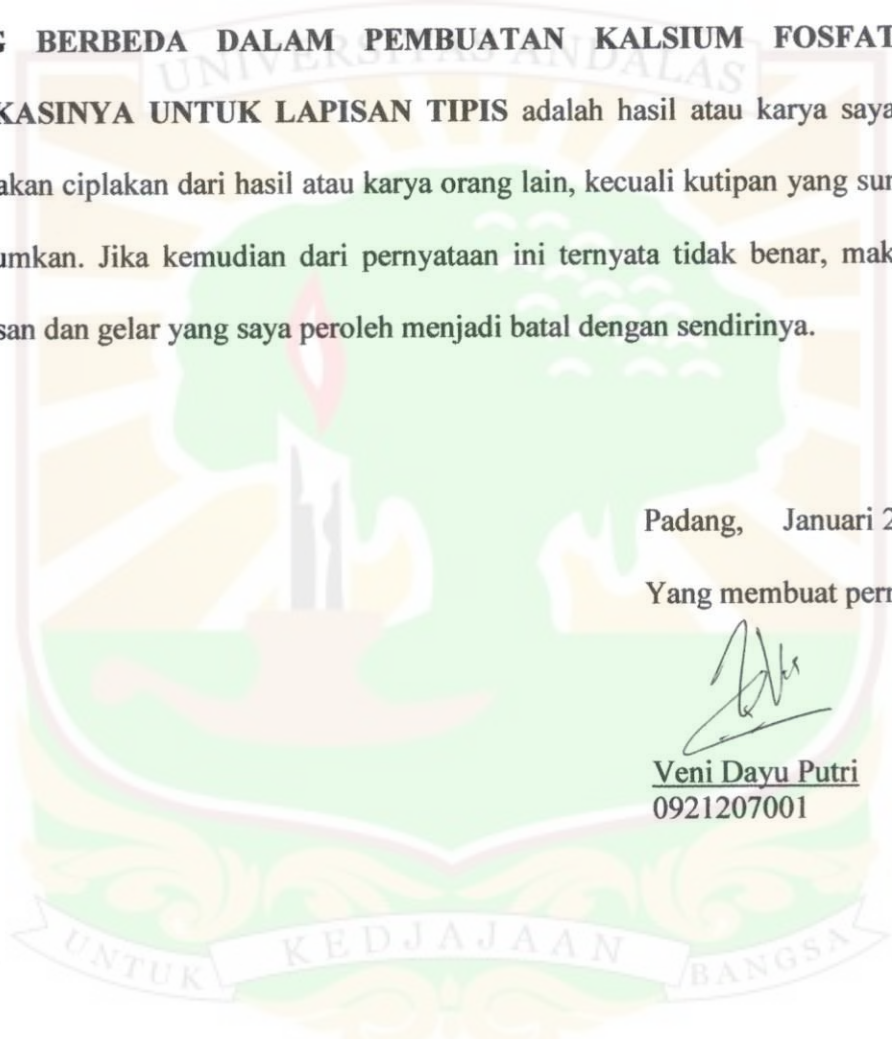 G BERBEDA DALAM PEMBUATAN KALSIUM FOSFAT
UNIVERSITAS ANDALAS
KASINYA UNTUK LAPISAN TIPIS adalah hasil atau karya saya
akan ciplakan dari hasil atau karya orang lain, kecuali kutipan yang sur
umkan. Jika kemudian dari pernyataan ini ternyata tidak benar, mak
san dan gelar yang saya peroleh menjadi batal dengan sendirinya.
Padang, Januari 2
Yang membuat pern
Veni Dayu Putri
0921207001
UNTUK KEDJAJAAN BANGSA